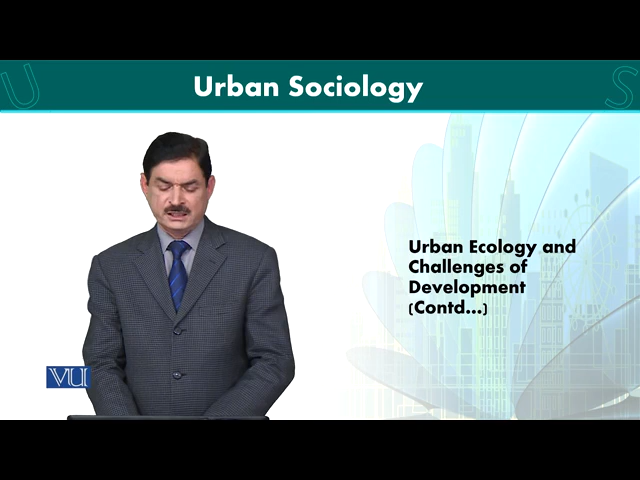 U
Urban Sociology
S
Urban Ecology and
Challenges of
Development
(Contd...)
VU